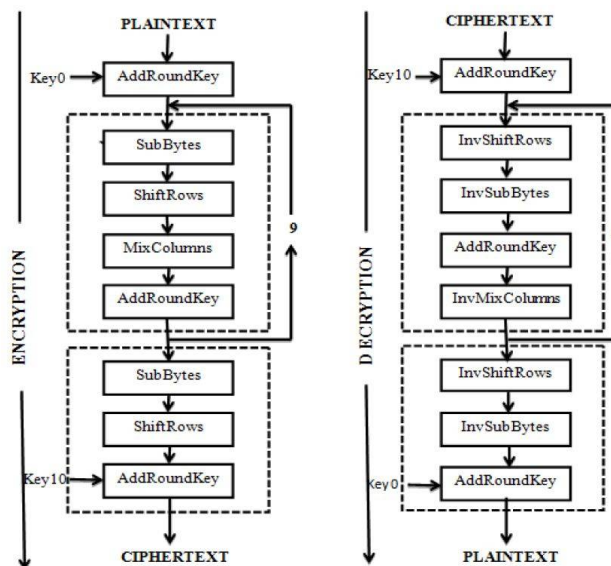 PLAINTEXT
Key0
AddRoundKey
SubBytes
ShiftRows
MixColumns
AddRoundKey
9
SubBytes
ShiftRows
Key10
AddRoundKey
CIPHERTEXT
ENCRYPTION
CIPHERTEXT
Key10
AddRoundKey
InvShiftRows
InvSubBytes
AddRoundKey
InvMixColumns
InvShiftRows
InvSubBytes
Key0
AddRoundKey
PLAINTEXT
DECRYPTION